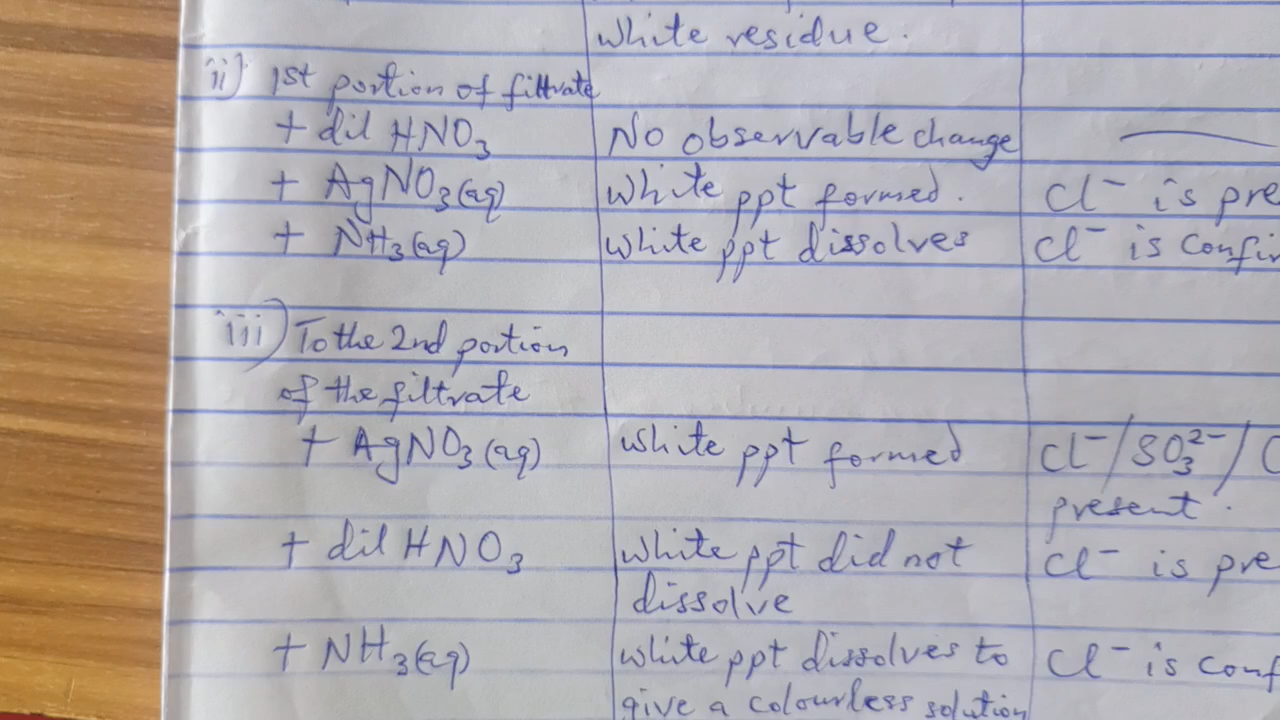 white residue.
ii) 1st portion of filtrate
+ dil HNO₃ No observable change —
+ AgNO₃(aq) white ppt formed. Cl⁻ is pre
+ NH₃(aq) white ppt dissolves Cl⁻ is confir
iii) To the 2nd portion
of the filtrate
+ AgNO₃(aq) white ppt formed Cl⁻/SO₃²⁻/
present.
+ dil HNO₃ white ppt did not Cl⁻ is pre
dissolve
+ NH₃(aq) white ppt dissolves to Cl⁻ is conf
give a colourless solution